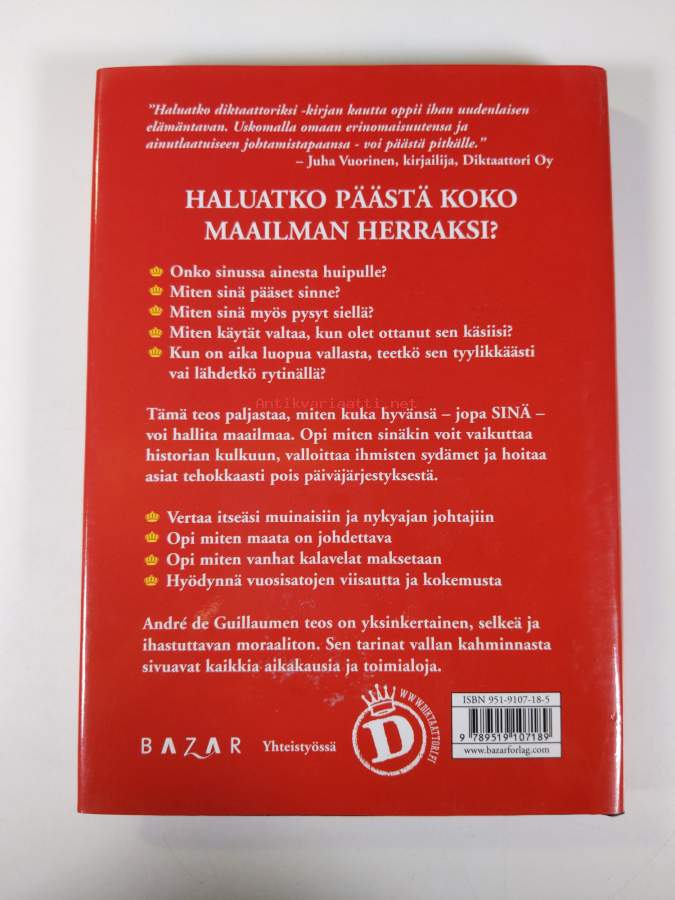 ”Haluatko diktaattoriksi -kirjan kautta oppii ihan uudenlaisen
elämäntavan. Uskomalla omaan erinomaisuutensa ja
ainutlaatuiseen johtamistapaansa - voi päästä pitkälle.”
– Juha Vuorinen, kirjailija, Diktaattori Oy
HALUATKO PÄÄSTÄ KOKO
MAAILMAN HERRAKSI?
Onko sinussa ainesta huipulle?
Miten sinä pääset sinne?
Miten sinä myös pysyt siellä?
Miten käytät valtaa, kun olet ottanut sen käsiisi?
Kun on aika luopua vallasta, teetkö sen tyylikkäästi
vai lähdetkö rytinällä?
Antikvariaatti.net
Tämä teos paljastaa, miten kuka hyvänsä – jopa SINÄ –
voi hallita maailmaa. Opi miten sinäkin voit vaikuttaa
historian kulkuun, valloittaa ihmisten sydämet ja hoitaa
asiat tehokkaasti pois päiväjärjestyksestä.
Vertaa itseäsi muinaisiin ja nykyajan johtajiin
Opi miten maata on johdettava
Opi miten vanhat kalavelat maksetaan
Hyödynnä vuosisatojen viisautta ja kokemusta
André de Guillaumen teos on yksinkertainen, selkeä ja
ihastuttavan moraaliton. Sen tarinat vallan kahminnasta
sivuavat kaikkia aikakausia ja toimialoja.
BAZAR
Yhteistyössä
D
WWW.DIKTAATTORI.FI
ISBN 951-9107-18-5
9 789519 107189
www.bazarforlag.com